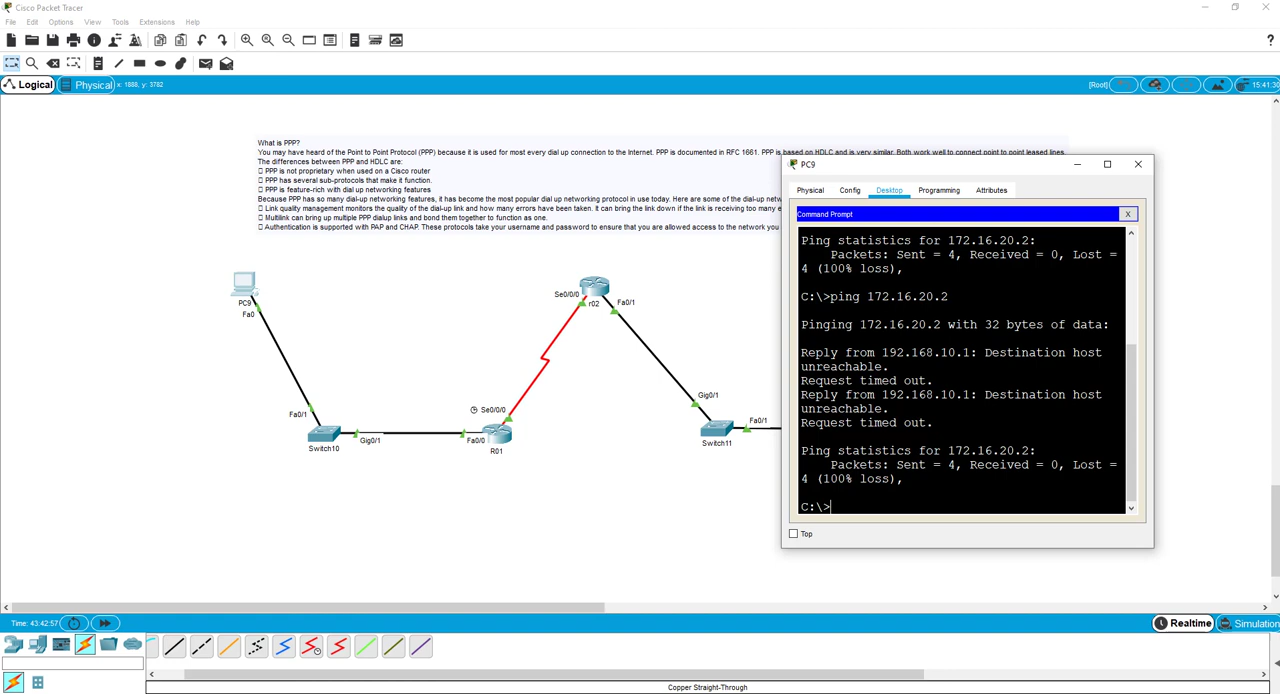 Cisco Packet Tracer
File Edit Options View Tools Extensions Help
?
Logical Physical x: 1888, y: 3782 [Root] 15:41:30
What is PPP?
You may have heard of the Point to Point Protocol (PPP) because it is used for most every dial up connection to the Internet. PPP is documented in RFC 1661. PPP is based on HDLC and is very similar. Both work well to connect point to point leased lines.
The differences between PPP and HDLC are:
PPP is not proprietary when used on a Cisco router
PPP has several sub-protocols that make it function.
PPP is feature-rich with dial up networking features
Because PPP has so many dial-up networking features, it has become the most popular dial up networking protocol in use today. Here are some of the dial-up netw
Link quality management monitors the quality of the dial-up link and how many errors have been taken. it can bring the link down if the link is receiving too many e
Multilink can bring up multiple PPP dialup links and bond them together to function as one.
Authentication is supported with PAP and CHAP. These protocols take your username and password to ensure that you are allowed access to the network you
PC9
Fa0
Fa0/1
Switch10
Gig0/1
Fa0/0
R01
Se0/0/0
Se0/0/0
r02
Fa0/1
Gig0/1
Switch11
Fa0/1
PC9
Physical Config Desktop Programming Attributes
Command Prompt X
Ping statistics for 172.16.20.2:
Packets: Sent = 4, Received = 0, Lost =
4 (100% loss),
C:\>ping 172.16.20.2
Pinging 172.16.20.2 with 32 bytes of data:
Reply from 192.168.10.1: Destination host
unreachable.
Request timed out.
Reply from 192.168.10.1: Destination host
unreachable.
Request timed out.
Ping statistics for 172.16.20.2:
Packets: Sent = 4, Received = 0, Lost =
4 (100% loss),
C:\>
Top
Time: 43:42:57 Realtime Simulation
Copper Straight-Through